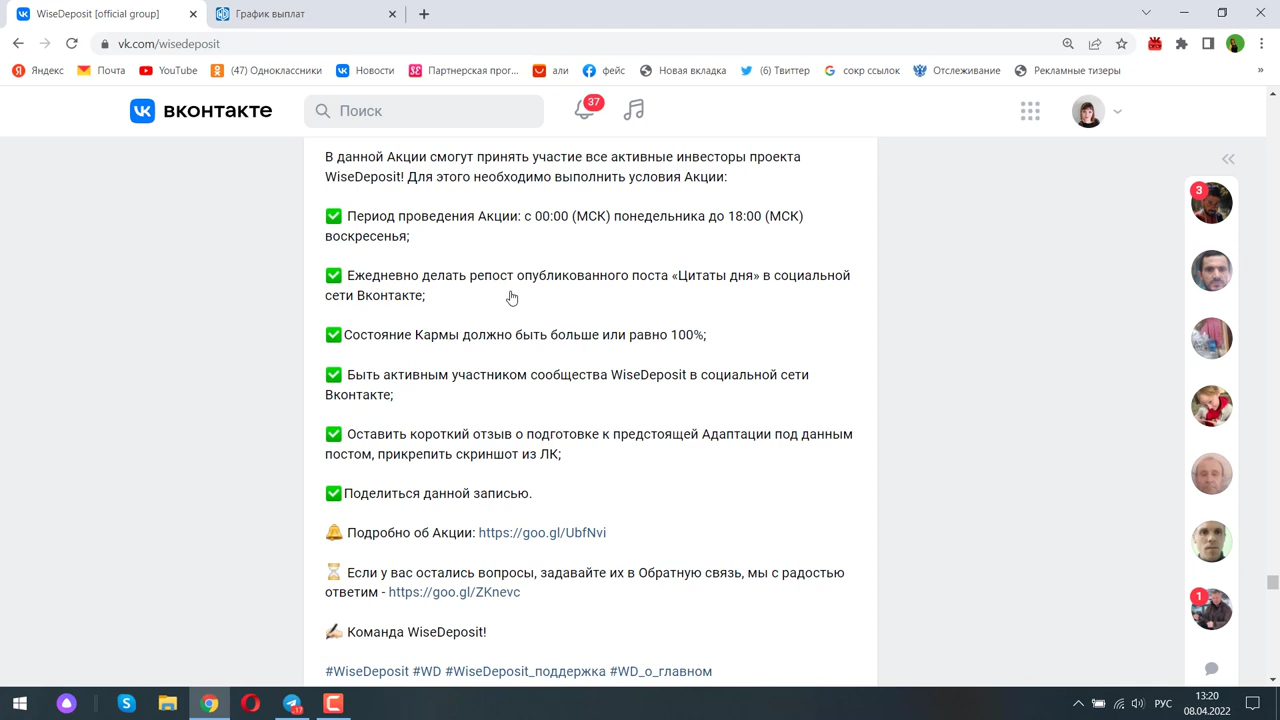 WiseDeposit [official group]
График выплат
vk.com/wisedeposit
Яндекс
Почта
YouTube
(47) Одноклассники
Новости
Партнерская прог...
али
фейс
Новая вкладка
(6) Твиттер
сокр ссылок
Отслеживание
Рекламные тизеры
»
вконтакте
Поиск
37
В данной Акции смогут принять участие все активные инвесторы проекта
WiseDeposit! Для этого необходимо выполнить условия Акции:
✅ Период проведения Акции: с 00:00 (МСК) понедельника до 18:00 (МСК)
воскресенья;
✅ Ежедневно делать репост опубликованного поста «Цитаты дня» в социальной
сети Вконтакте;
✅Состояние Кармы должно быть больше или равно 100%;
✅ Быть активным участником сообщества WiseDeposit в социальной сети
Вконтакте;
✅ Оставить короткий отзыв о подготовке к предстоящей Адаптации под данным
постом, прикрепить скриншот из ЛК;
✅Поделиться данной записью.
🔔 Подробно об Акции: https://goo.gl/UbfNvi
⏳ Если у вас остались вопросы, задавайте их в Обратную связь, мы с радостью
ответим - https://goo.gl/ZKnevc
✍🏻 Команда WiseDeposit!
#WiseDeposit #WD #WiseDeposit_поддержка #WD_о_главном
3
1
17
РУС
13:20
08.04.2022